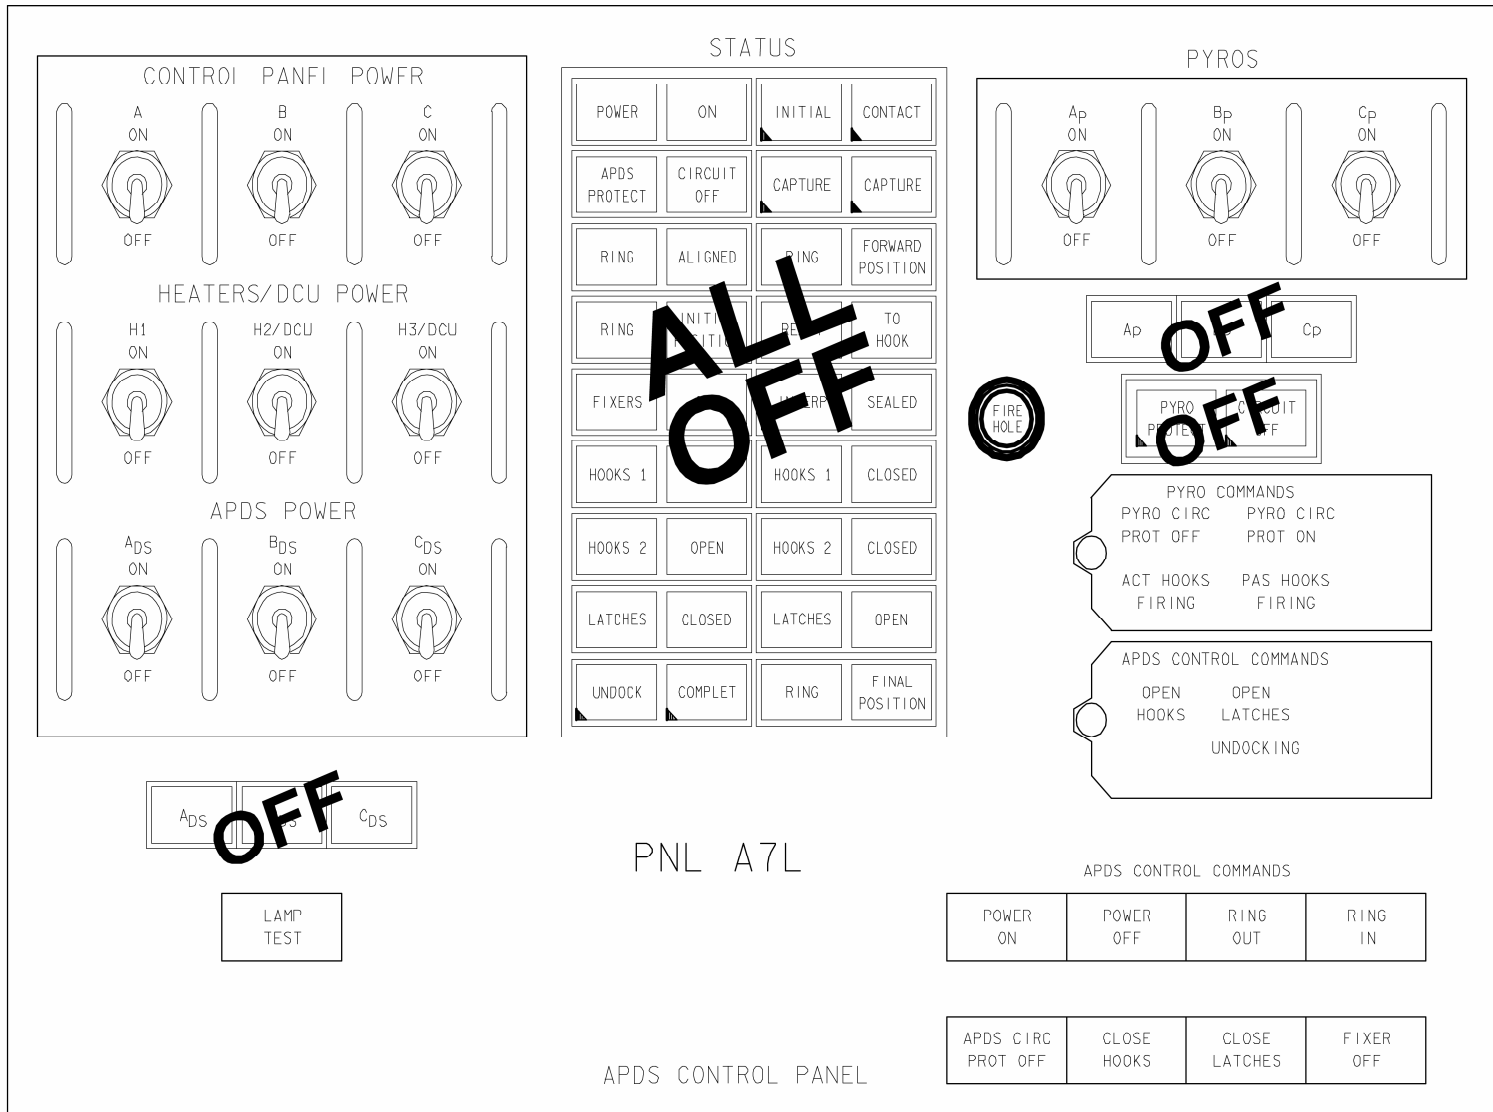 STATUS
PYROS
CONTROL PANEL POWER
A B C
ON ON ON
OFF OFF OFF
HEATERS/DCU POWER
H1 H2/DCU H3/DCU
ON ON ON
OFF OFF OFF
APDS POWER
ADS BDS CDS
ON ON ON
OFF OFF OFF
ADS CDS
OFF
LAMP
TEST
POWER ON INITIAL CONTACT
APDS PROTECT CIRCUIT OFF CAPTURE CAPTURE
RING ALIGNED RING FORWARD POSITION
RING TO HOOK
FIXERS SEALED
HOOKS 1 HOOKS 1 CLOSED
HOOKS 2 OPEN HOOKS 2 CLOSED
LATCHES CLOSED LATCHES OPEN
UNDOCK COMPLET RING FINAL POSITION
ALL
OFF
AP BP CP
ON ON ON
OFF OFF OFF
AP CP
OFF
FIRE
HOLE
PYRO PROTECT CIRCUIT OFF
OFF
PYRO COMMANDS
PYRO CIRC PYRO CIRC
PROT OFF PROT ON
ACT HOOKS PAS HOOKS
FIRING FIRING
APDS CONTROL COMMANDS
OPEN OPEN
HOOKS LATCHES
UNDOCKING
PNL A7L
APDS CONTROL COMMANDS
POWER POWER RING RING
ON OFF OUT IN
APDS CIRC CLOSE CLOSE FIXER
PROT OFF HOOKS LATCHES OFF
APDS CONTROL PANEL